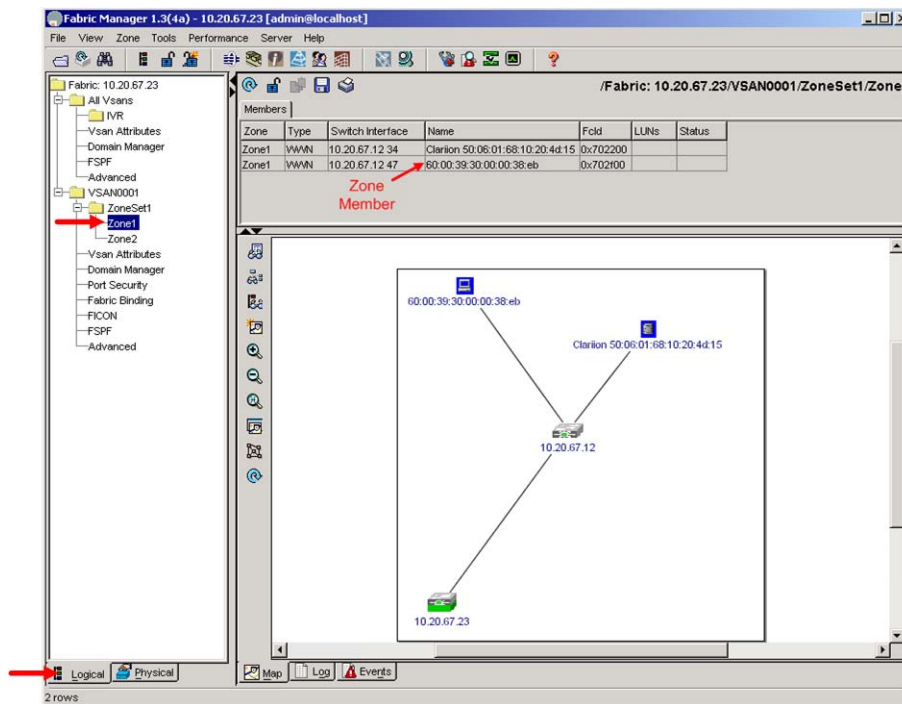 Fabric Manager 1.3(4a) - 10.20.67.23 [admin@localhost]
File View Zone Tools Performance Server Help
Fabric: 10.20.67.23
All Vsans
IVR
Vsan Attributes
Domain Manager
FSPF
Advanced
VSAN0001
ZoneSet1
Zone1
Zone2
Vsan Attributes
Domain Manager
Port Security
Fabric Binding
FICON
FSPF
Advanced
Logical Physical
2 rows
/Fabric: 10.20.67.23/VSAN0001/ZoneSet1/Zone
Members
Zone Type Switch Interface Name FcId LUNs Status
Zone1 WWN 10.20.67.12 34 Clariion 50:06:01:68:10:20:4d:15 0x702200
Zone1 WWN 10.20.67.12 47 60:00:39:30:00:00:38:eb 0x702f00
Zone
Member
60:00:39:30:00:00:38:eb
Clariion 50:06:01:68:10:20:4d:15
10.20.67.12
10.20.67.23
Map Log Events